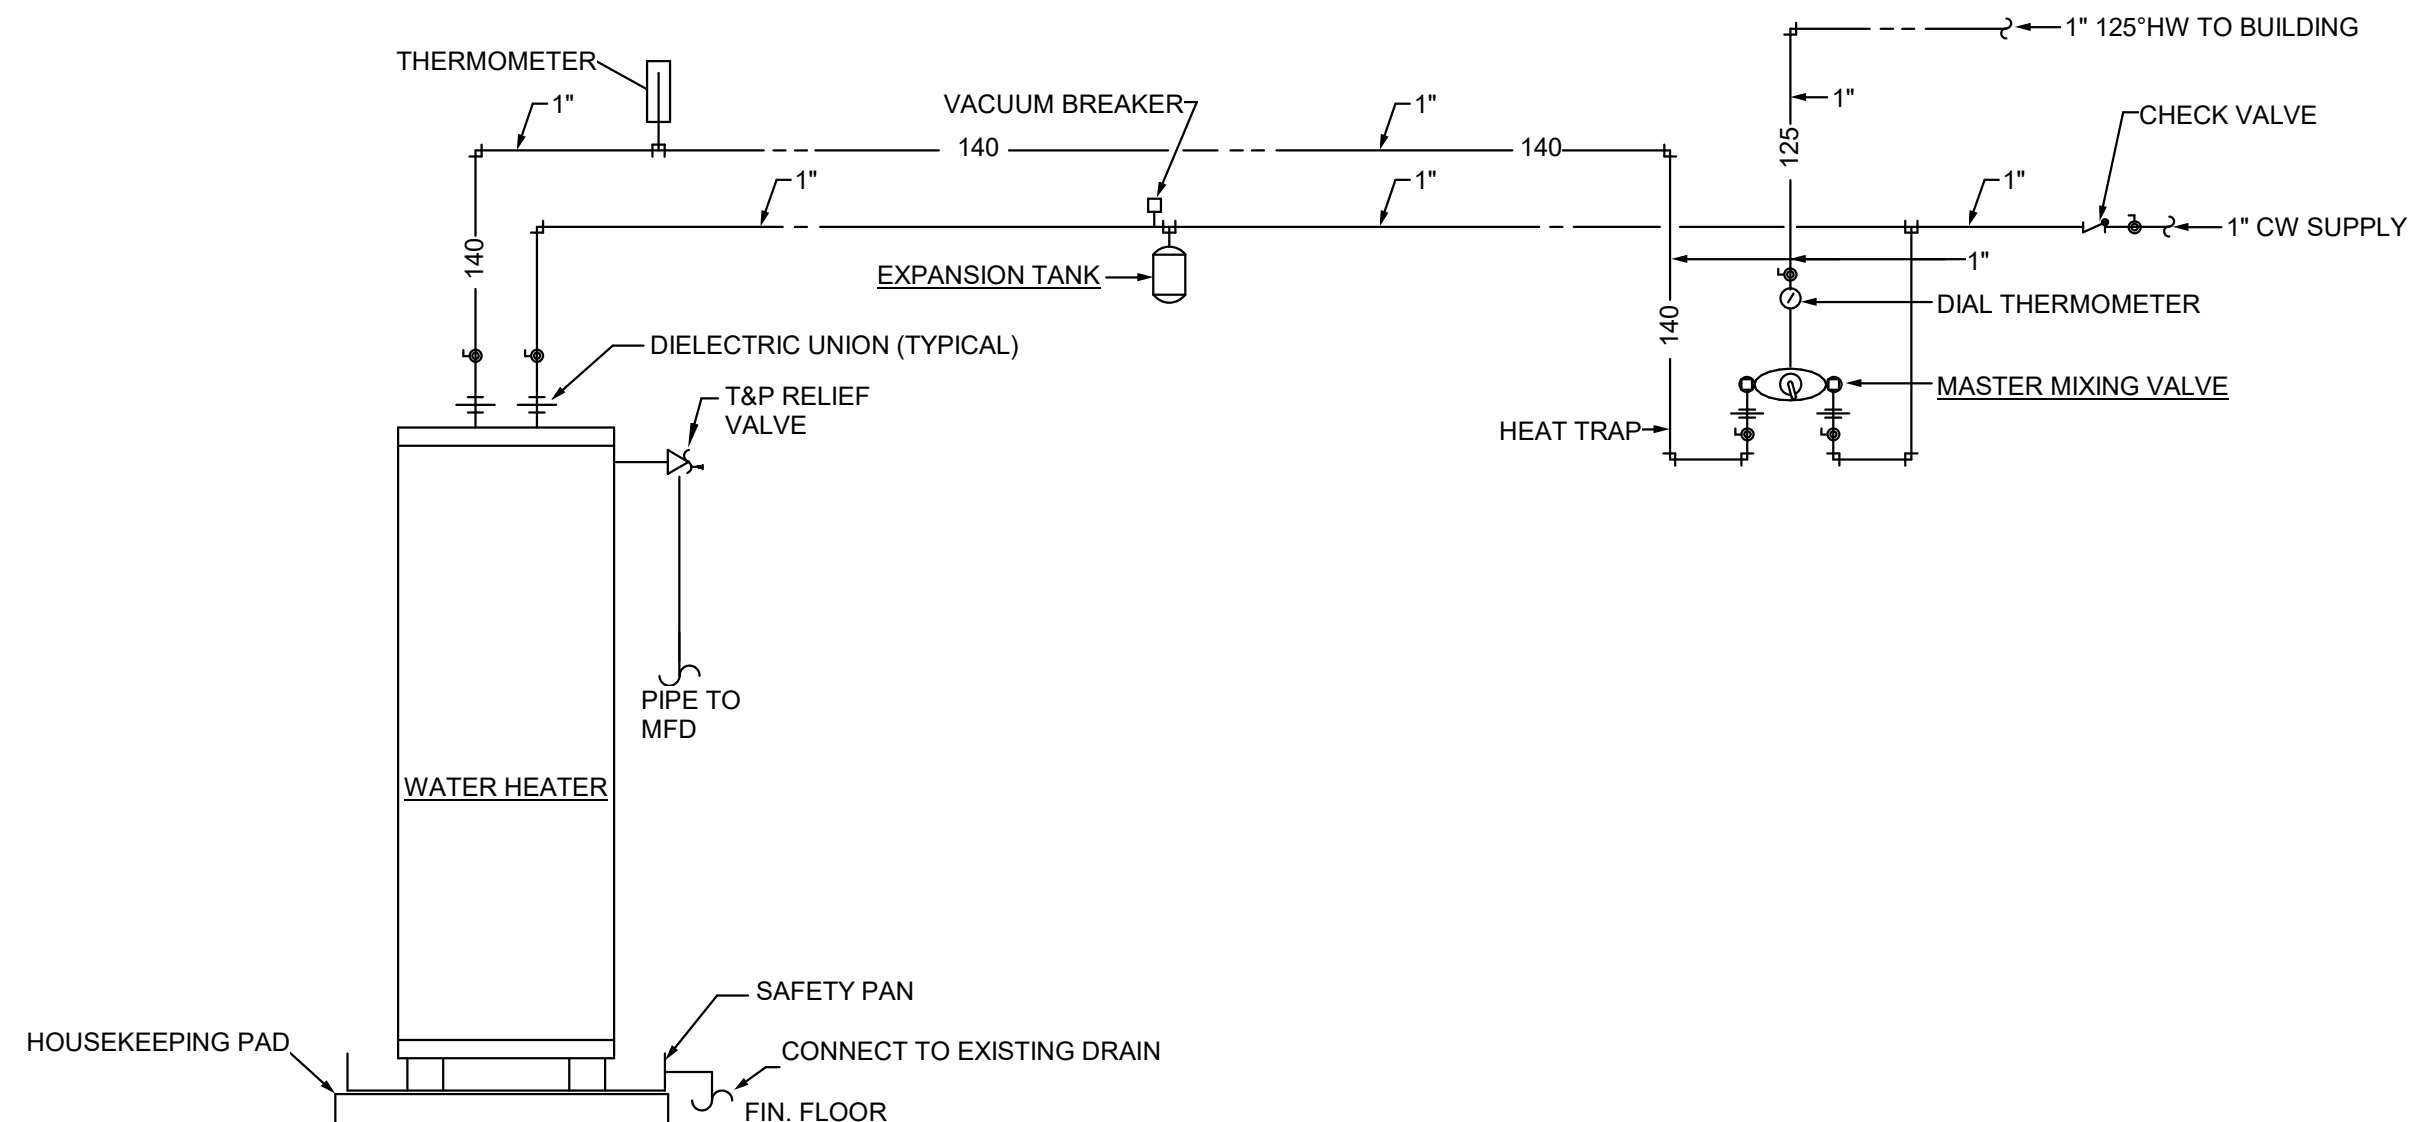 1" 125°HW TO BUILDING
THERMOMETER
1"
VACUUM BREAKER
1"
1"
CHECK VALVE
140
140
125
1"
1"
1"
1" CW SUPPLY
140
EXPANSION TANK
1"
DIAL THERMOMETER
140
DIELECTRIC UNION (TYPICAL)
MASTER MIXING VALVE
T&P RELIEF
VALVE
HEAT TRAP
PIPE TO
MFD
WATER HEATER
SAFETY PAN
HOUSEKEEPING PAD
CONNECT TO EXISTING DRAIN
FIN. FLOOR